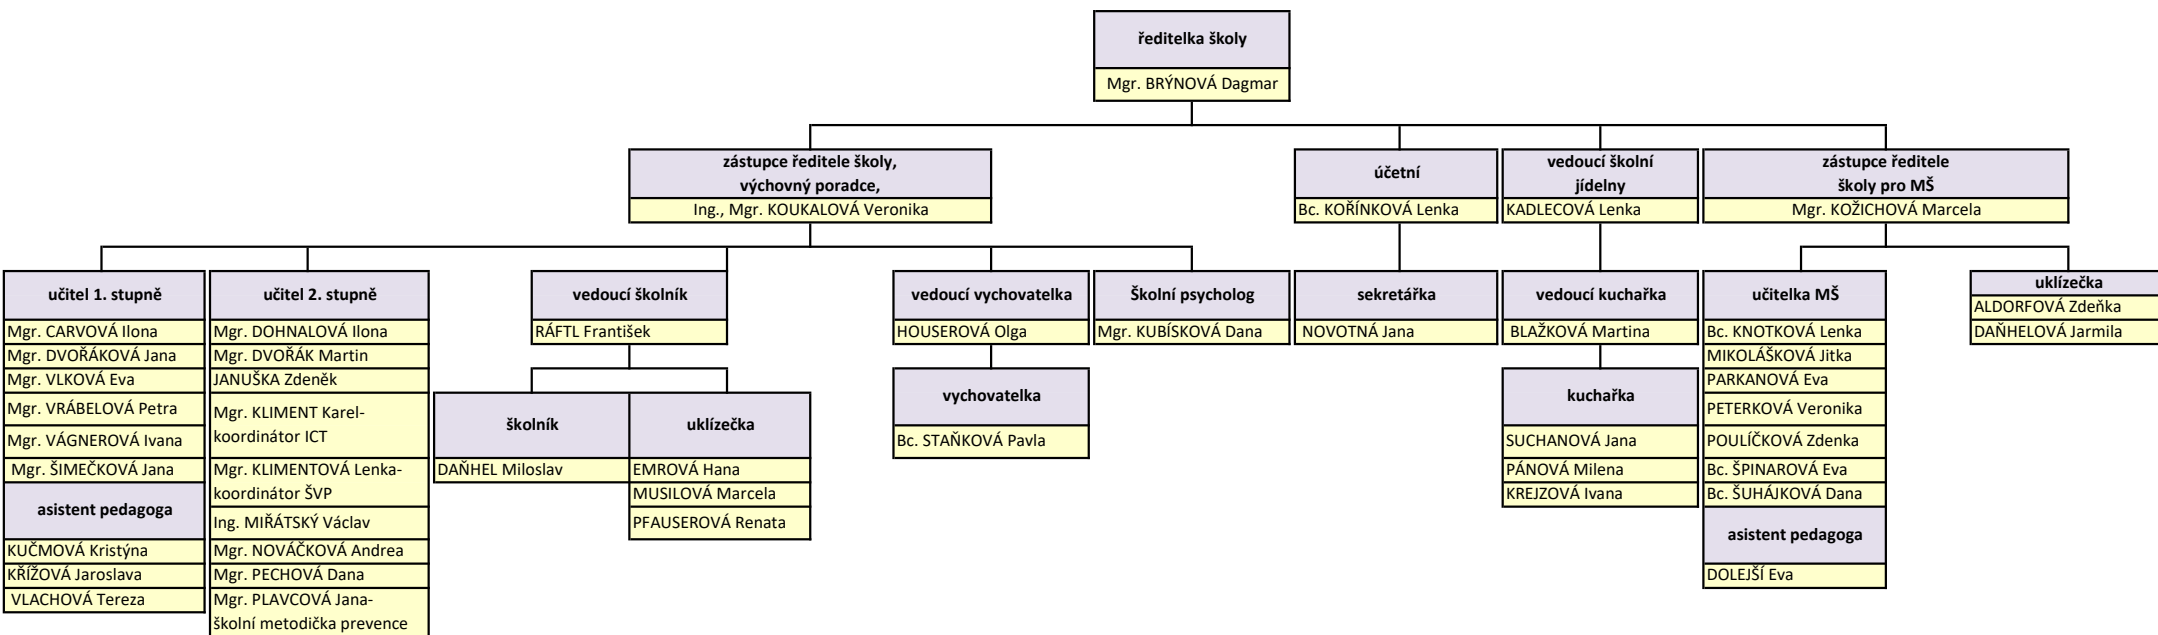 ředitelka školy
Mgr. BRÝNOVÁ Dagmar
zástupce ředitele školy,
výchovný poradce,
Ing., Mgr. KOUKALOVÁ Veronika
účetní
Bc. KOŘÍNKOVÁ Lenka
vedoucí školní
jídelny
KADLECOVÁ Lenka
zástupce ředitele
školy pro MŠ
Mgr. KOŽICHOVÁ Marcela
učitel 1. stupně
Mgr. CARVOVÁ Ilona
Mgr. DVOŘÁKOVÁ Jana
Mgr. VLKOVÁ Eva
Mgr. VRÁBELOVÁ Petra
Mgr. VÁGNEROVÁ Ivana
Mgr. ŠIMEČKOVÁ Jana
asistent pedagoga
KUČMOVÁ Kristýna
KŘÍŽOVÁ Jaroslava
VLACHOVÁ Tereza
učitel 2. stupně
Mgr. DOHNALOVÁ Ilona
Mgr. DVOŘÁK Martin
JANUŠKA Zdeněk
Mgr. KLIMENT Karel-
koordinátor ICT
Mgr. KLIMENTOVÁ Lenka-
koordinátor ŠVP
Ing. MIŘÁTSKÝ Václav
Mgr. NOVÁČKOVÁ Andrea
Mgr. PECHOVÁ Dana
Mgr. PLAVCOVÁ Jana-
školní metodička prevence
vedoucí školník
RÁFTL František
školník
DAŇHEL Miloslav
uklízečka
EMROVÁ Hana
MUSILOVÁ Marcela
PFAUSEROVÁ Renata
vedoucí vychovatelka
HOUSEROVÁ Olga
vychovatelka
Bc. STAŇKOVÁ Pavla
Školní psycholog
Mgr. KUBÍSKOVÁ Dana
sekretářka
NOVOTNÁ Jana
vedoucí kuchařka
BLAŽKOVÁ Martina
kuchařka
SUCHANOVÁ Jana
PÁNOVÁ Milena
KREJZOVÁ Ivana
učitelka MŠ
Bc. KNOTKOVÁ Lenka
MIKOLÁŠKOVÁ Jitka
PARKANOVÁ Eva
PETERKOVÁ Veronika
POULÍČKOVÁ Zdenka
Bc. ŠPINAROVÁ Eva
Bc. ŠUHÁJKOVÁ Dana
asistent pedagoga
DOLEJŠÍ Eva
uklízečka
ALDORFOVÁ Zdeňka
DAŇHELOVÁ Jarmila